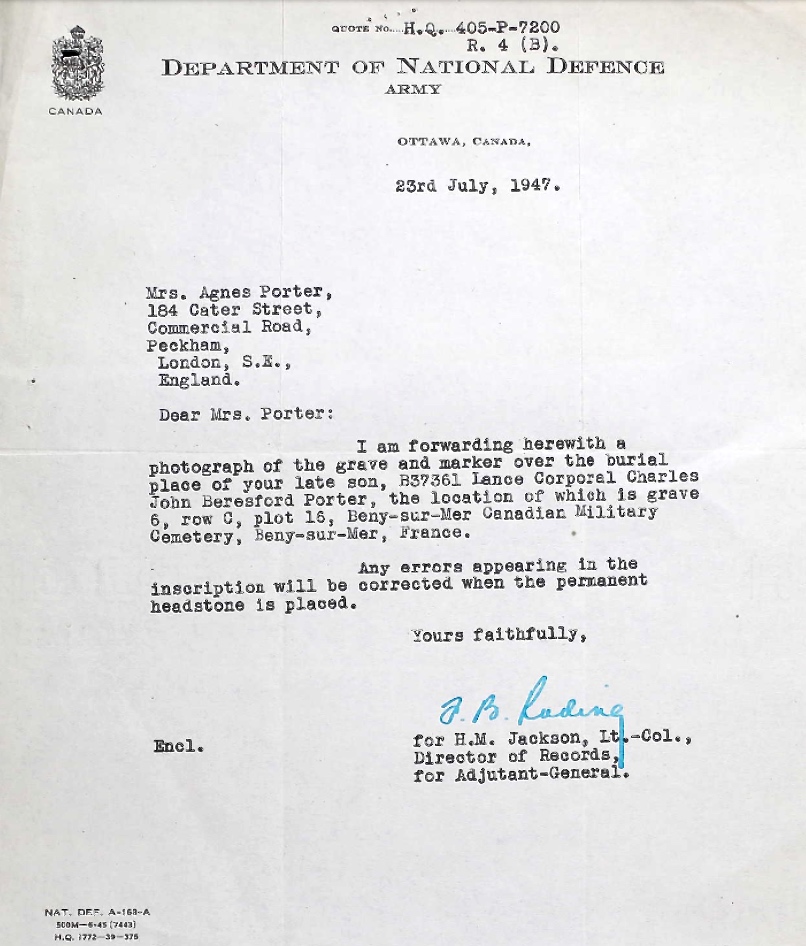 QUOTE NO....H.Q...405-P-7200
R. 4 (B).
DEPARTMENT OF NATIONAL DEFENCE
ARMY
CANADA
OTTAWA, CANADA,
23rd July, 1947.
Mrs. Agnes Porter,
184 Cater Street,
Commercial Road,
Peckham,
London, S.E.,
England.
Dear Mrs. Porter:
I am forwarding herewith a
photograph of the grave and marker over the burial
place of your late son, B37361 Lance Corporal Charles
John Beresford Porter, the location of which is grave
6, row C, plot 16, Beny-sur-Mer Canadian Military
Cemetery, Beny-sur-Mer, France.
Any errors appearing in the
inscription will be corrected when the permanent
headstone is placed.
Yours faithfully,
for H.M. Jackson, Lt.-Col.,
Encl.
Director of Records,
for Adjutant-General.
NAT. DEF. A-168-A
500M-6-45 (7443)
H.Q. 1772-39-375